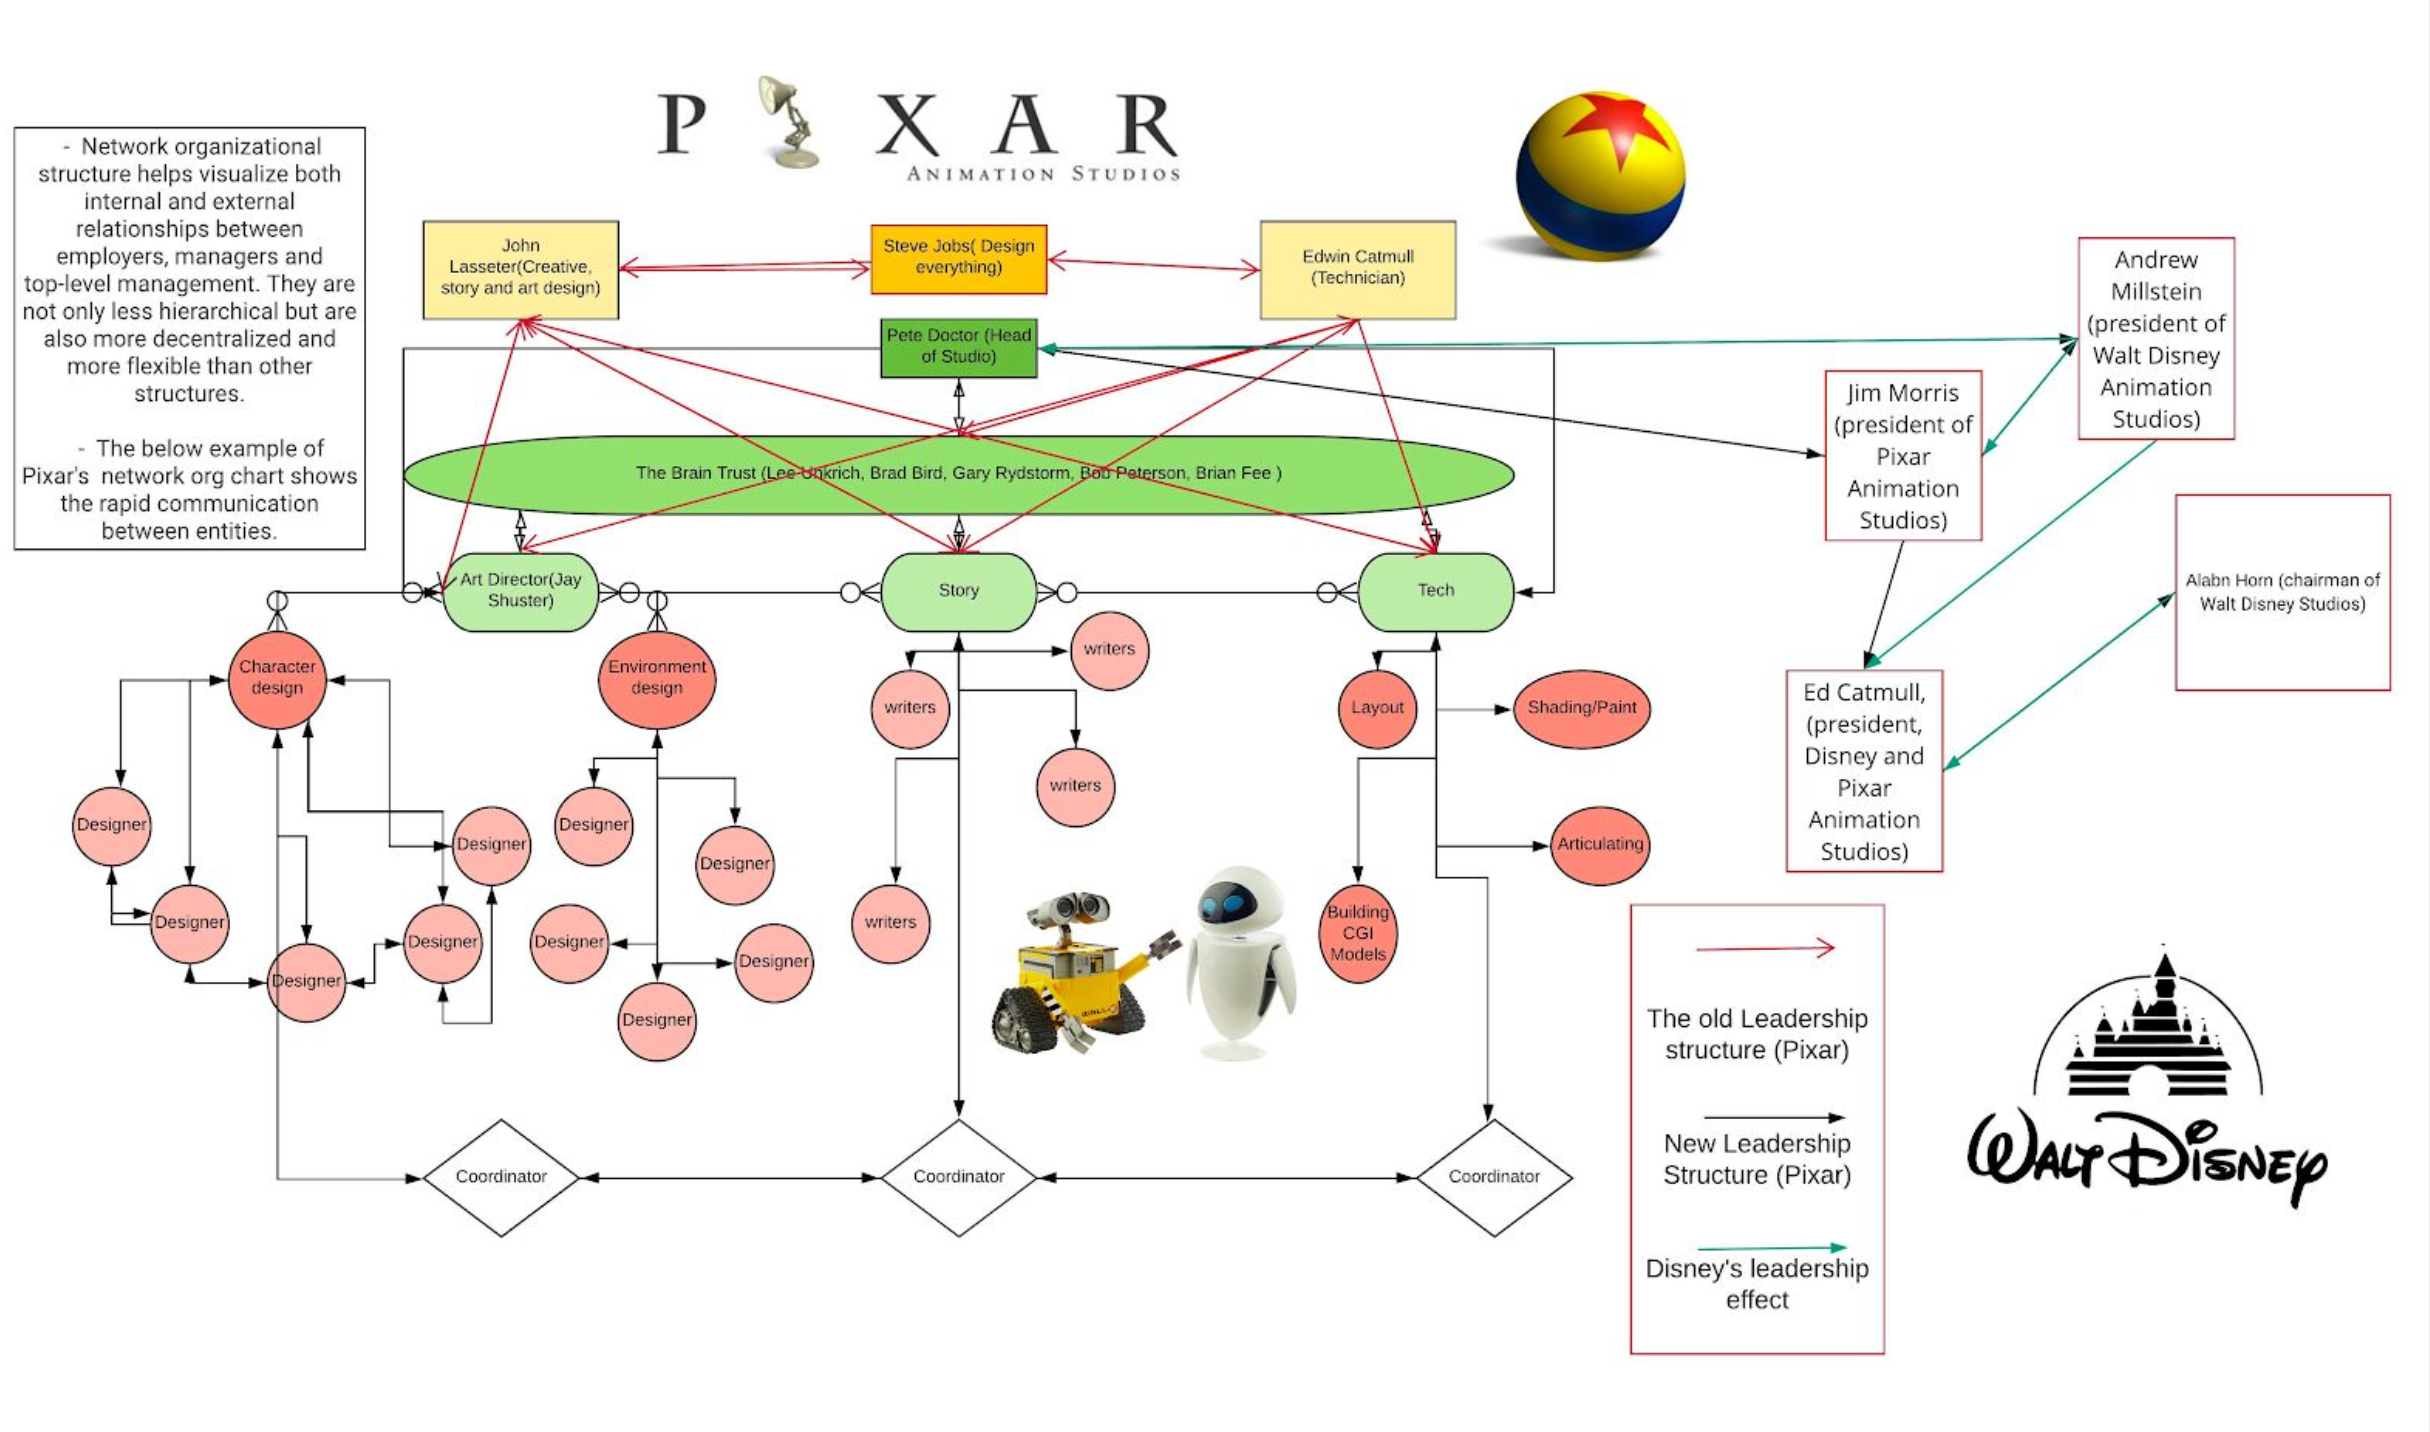 P XAR
ANIMATION STUDIOS
- Network organizational
structure helps visualize both
internal and external
relationships between
employers, managers and
top-level management. They are
not only less hierarchical but are
also more decentralized and
more flexible than other
structures.
- The below example of
Pixar's network org chart shows
the rapid communication
between entities.
John
Lasseter(Creative,
story and art design)
Steve Jobs( Design
everything)
Edwin Catmull
(Technician)
Pete Doctor (Head
of Studio)
The Brain Trust (Lee Unkrich, Brad Bird, Gary Rydstorm, Bob Peterson, Brian Fee )
Andrew
Millstein
(president of
Walt Disney
Animation
Studios)
Jim Morris
(president of
Pixar
Animation
Studios)
Alabn Horn (chairman of
Walt Disney Studios)
Ed Catmull,
(president,
Disney and
Pixar
Animation
Studios)
Art Director(Jay
Shuster)
Story
Tech
Character
design
Environment
design
writers
writers
writers
writers
Layout
Shading/Paint
Articulating
Building
CGI
Models
Designer
Designer
Designer
Designer
Designer
Designer
Designer
Designer
Designer
Designer
WALL·E
Coordinator
Coordinator
Coordinator
The old Leadership
structure (Pixar)
New Leadership
Structure (Pixar)
Disney's leadership
effect
WALT DISNEY